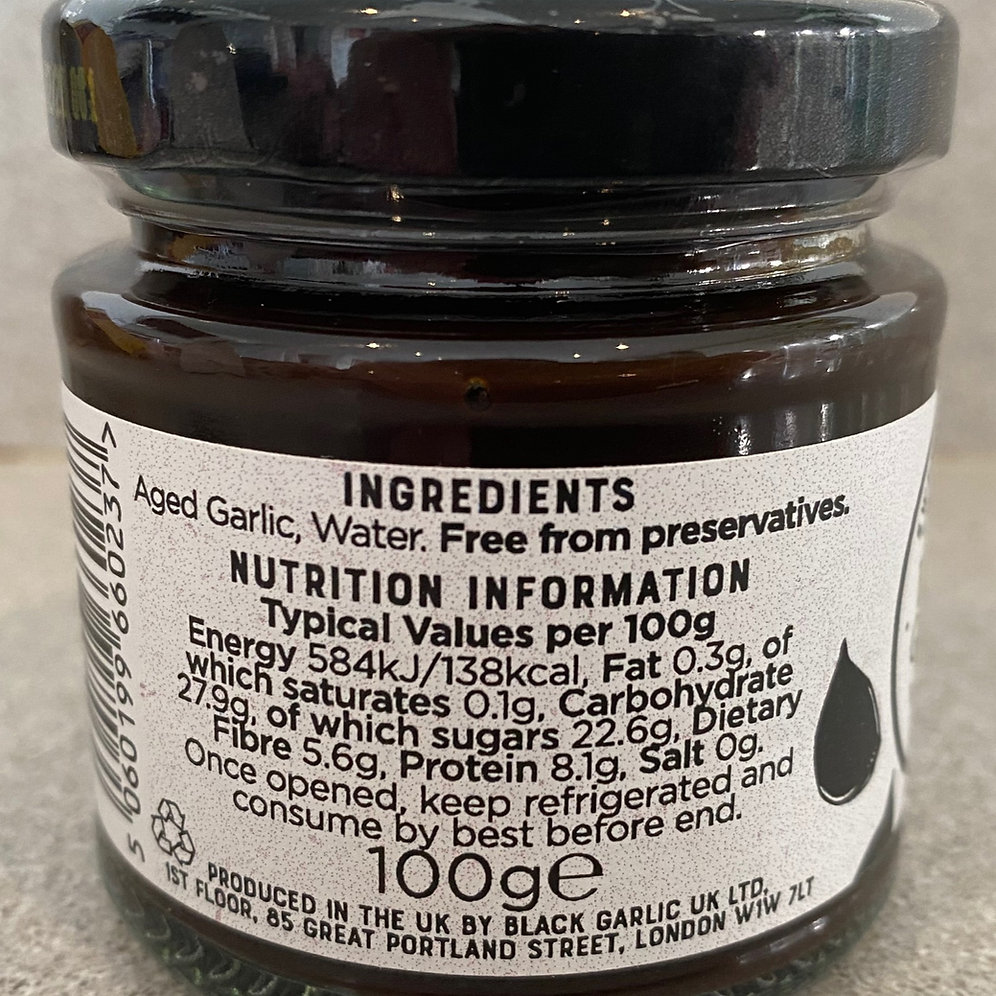 INGREDIENTS
Aged Garlic, Water. Free from preservatives.
NUTRITION INFORMATION
Typical Values per 100g
Energy 584kJ/138kcal, Fat 0.3g, of
which saturates 0.1g, Carbohydrate
27.9g, of which sugars 22.6g, Dietary
Fibre 5.6g, Protein 8.1g, Salt 0g.
Once opened, keep refrigerated and
consume by best before end.
100g℮
PRODUCED IN THE UK BY BLACK GARLIC UK LTD,
1ST FLOOR, 85 GREAT PORTLAND STREET, LONDON W1W 7LT
5 060199 660237 >